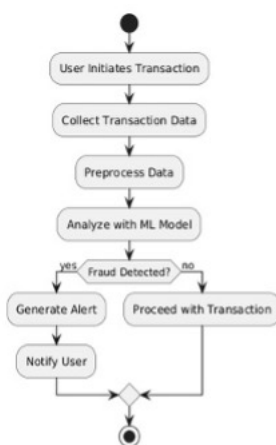 User Initiates Transaction
Collect Transaction Data
Preprocess Data
Analyze with ML Model
yes
Fraud Detected?
no
Generate Alert
Proceed with Transaction
Notify User